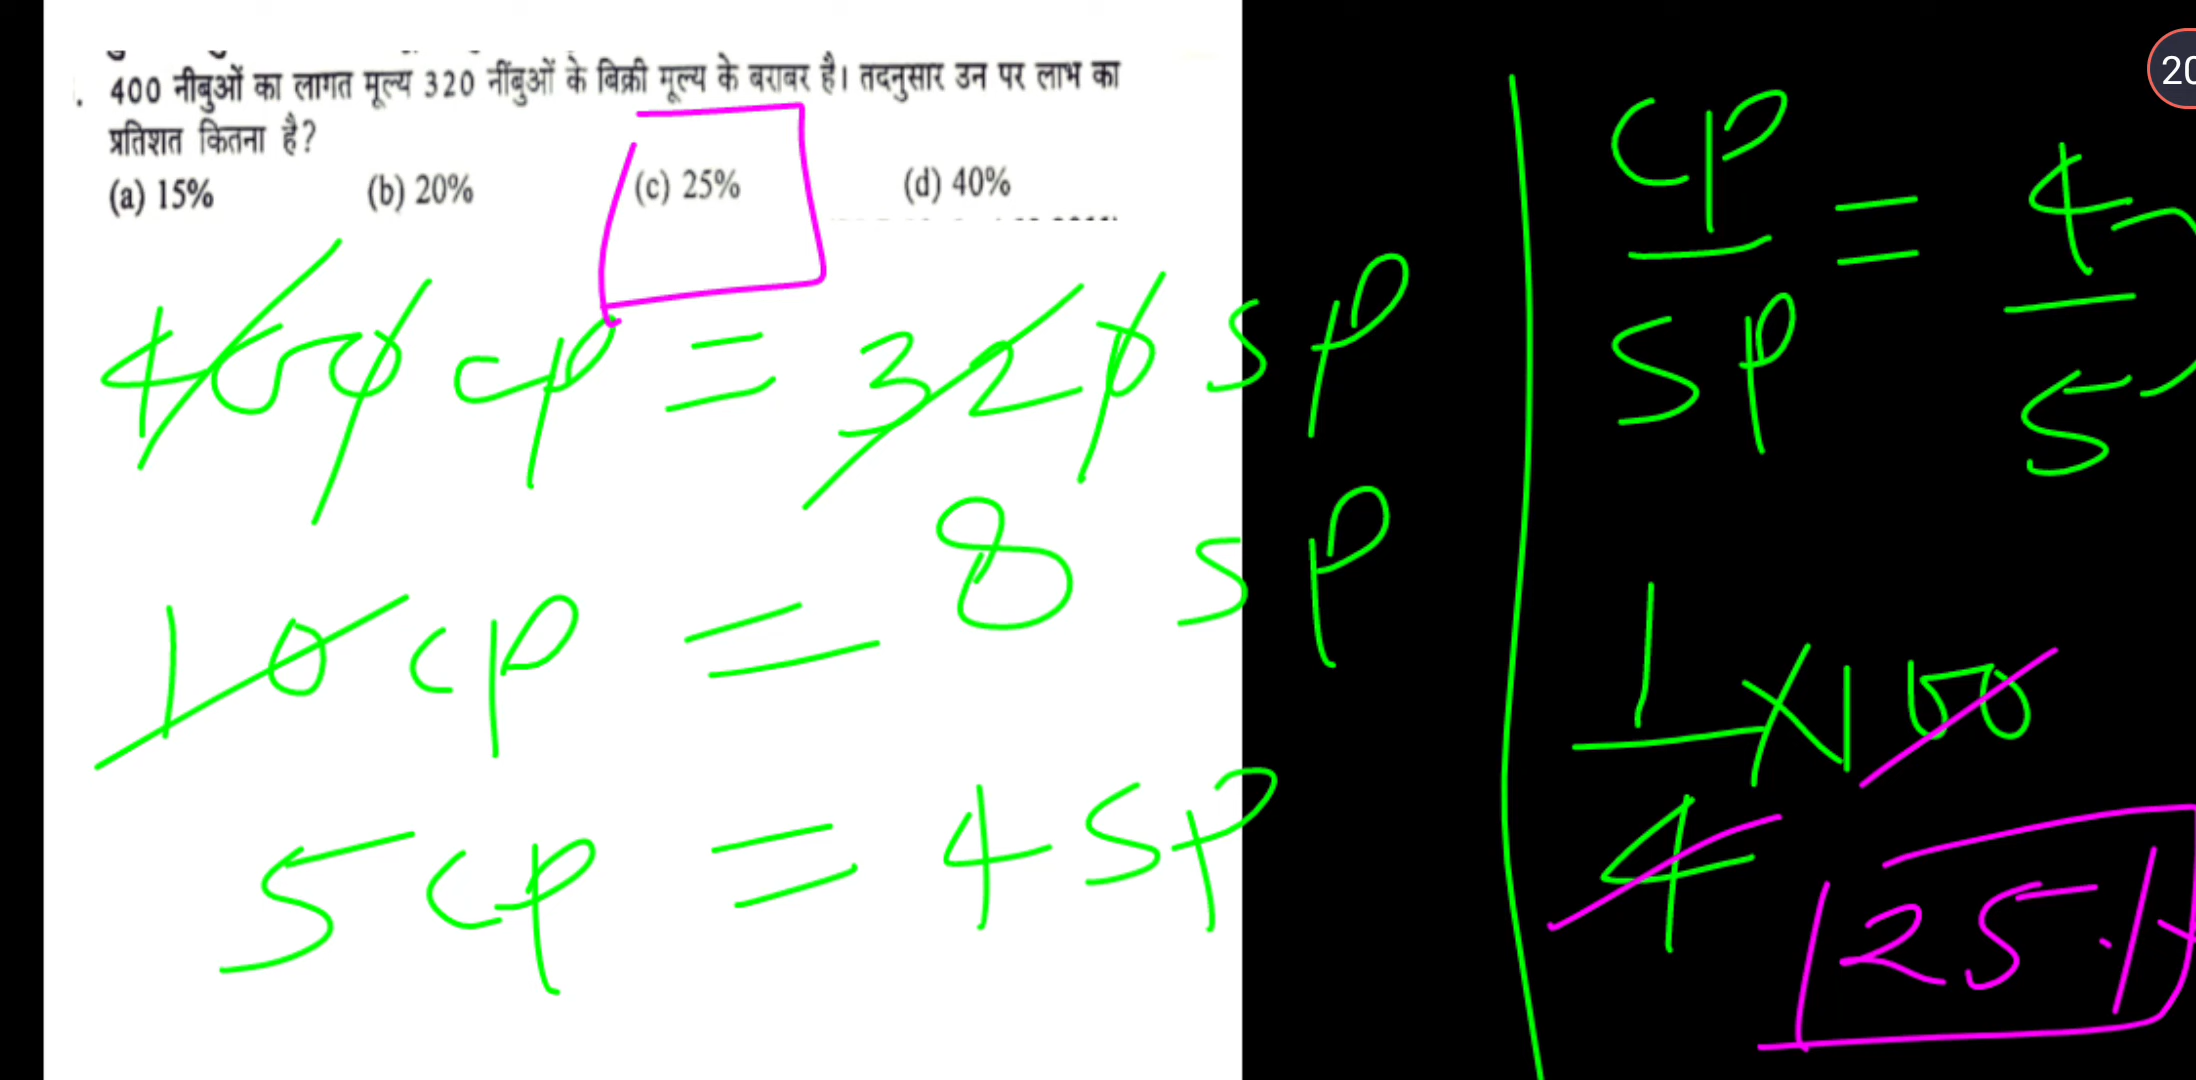 400 नीबुओं का लागत मूल्य 320 नींबुओं के बिक्री मूल्य के बराबर है। तदनुसार उन पर लाभ का
प्रतिशत कितना है?
(a) 15% (b) 20% (c) 25% (d) 40%
400 CP = 320 SP
10 CP = 8 SP
5 CP = 4 SP
CP/SP = 4/5
1/4 × 100
25%
20